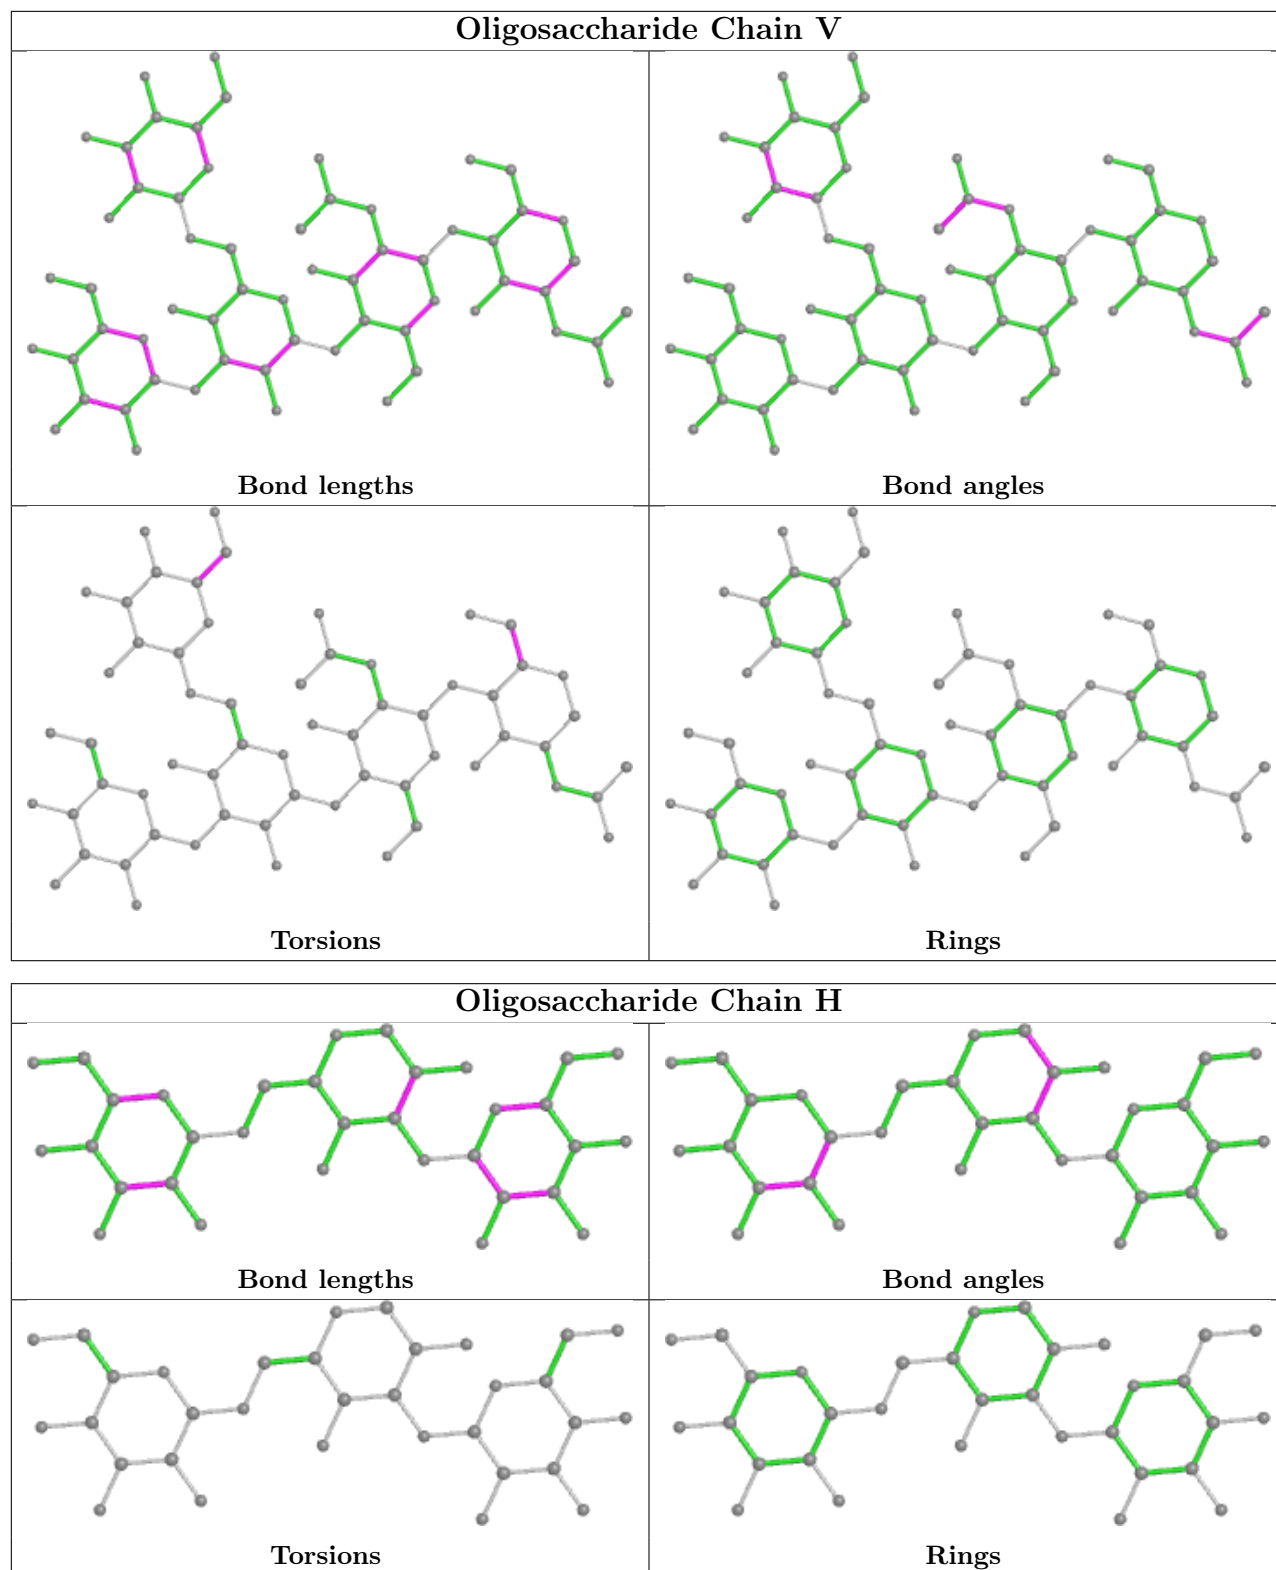 Oligosaccharide Chain V
Bond lengths
Bond angles
Torsions
Rings
Oligosaccharide Chain H
Bond lengths
Bond angles
Torsions
Rings